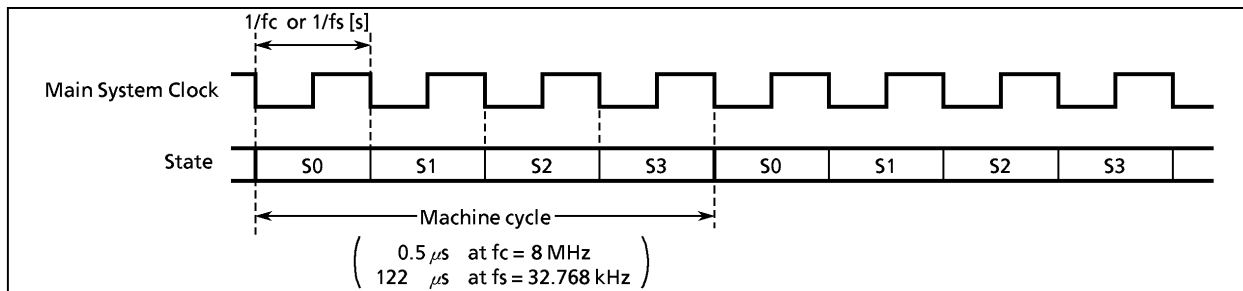 1/fc or 1/fs [s]
Main System Clock
State S0 S1 S2 S3 S0 S1 S2 S3
Machine cycle
0.5 μs at fc = 8 MHz
122 μs at fs = 32.768 kHz